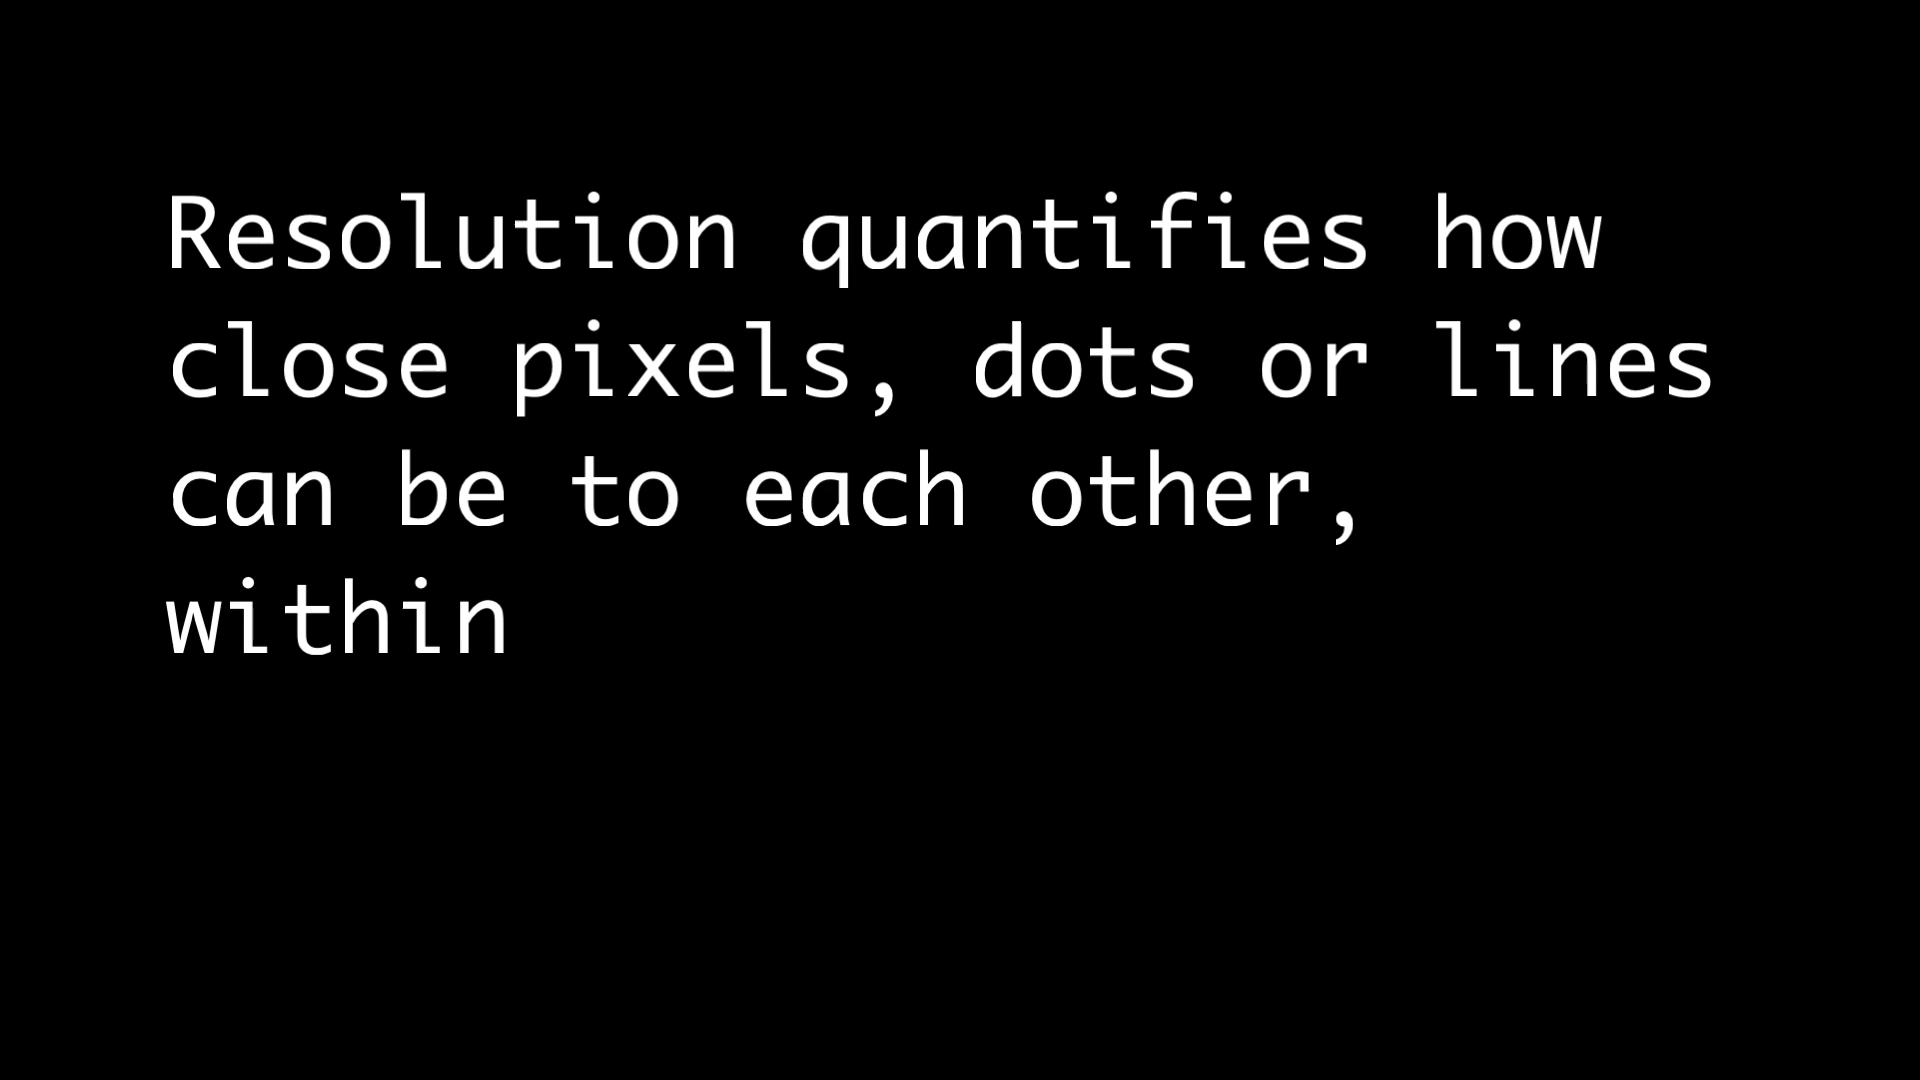 Resolution quantifies how
close pixels, dots or lines
can be to each other,
within